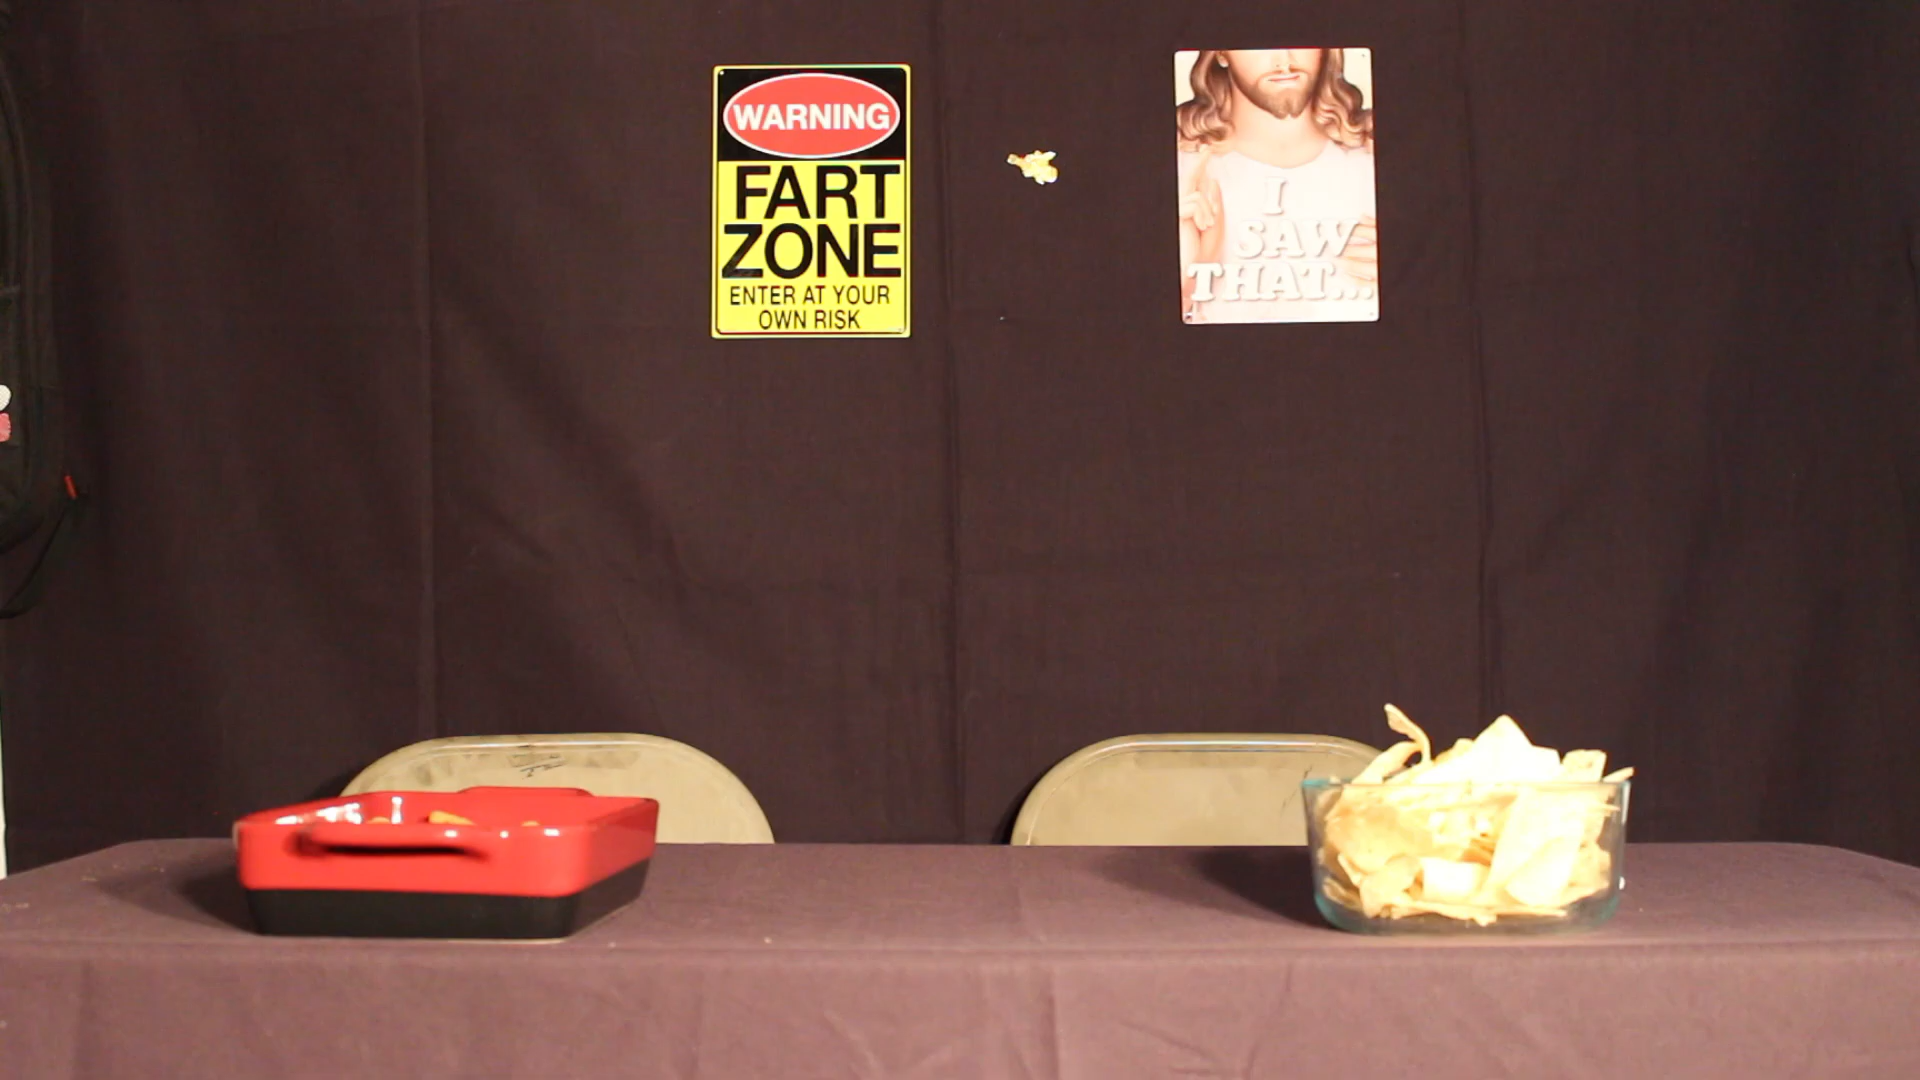 WARNING
FART
ZONE
ENTER AT YOUR
OWN RISK
I
SAW
THAT...